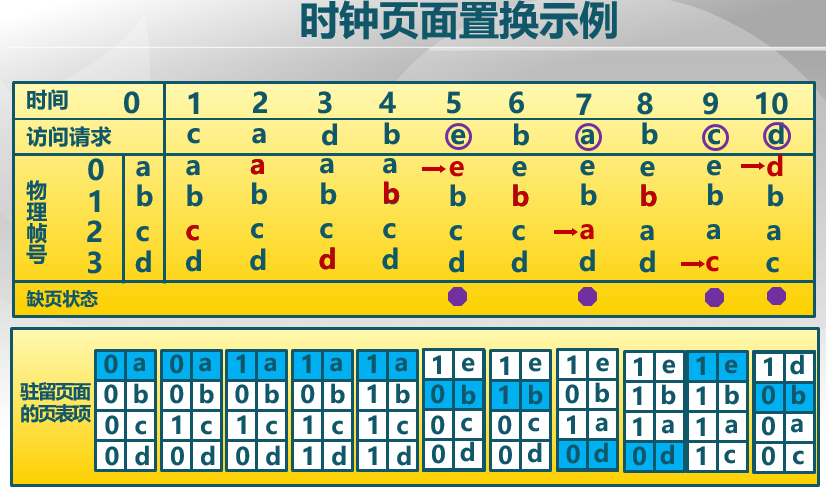 时钟页面置换示例
时间 0 1 2 3 4 5 6 7 8 9 10
访问请求 c a d b e b a b c d
物理帧号
0 a a a a a →e e e e e →d
1 b b b b b b b b b b b
2 c c c c c c c →a a a a
3 d d d d d d d d d →c c
缺页状态
驻留页面的页表项
0 a 0 a 1 a 1 a 1 a 1 e 1 e 1 e 1 e 1 e 1 d
0 b 0 b 0 b 0 b 1 b 0 b 1 b 0 b 1 b 1 b 0 b
0 c 1 c 1 c 1 c 1 c 0 c 0 c 1 a 1 a 1 a 0 a
0 d 0 d 0 d 1 d 1 d 0 d 0 d 0 d 0 d 1 c 0 c